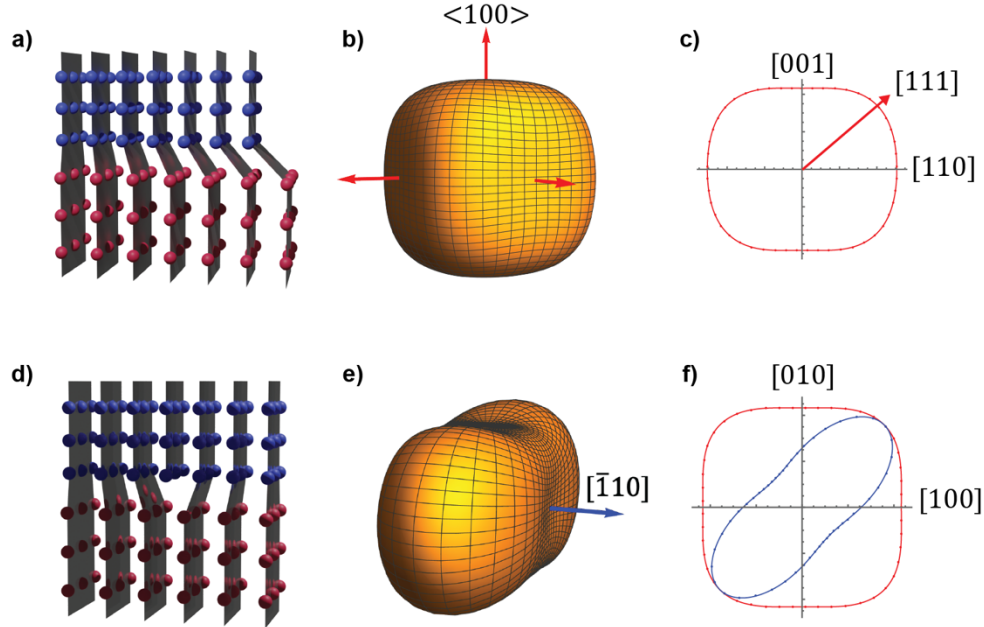 a)
b)
<100>
c)
[001]
[111]
[110]
d)
e)
[1̄10]
f)
[010]
[100]